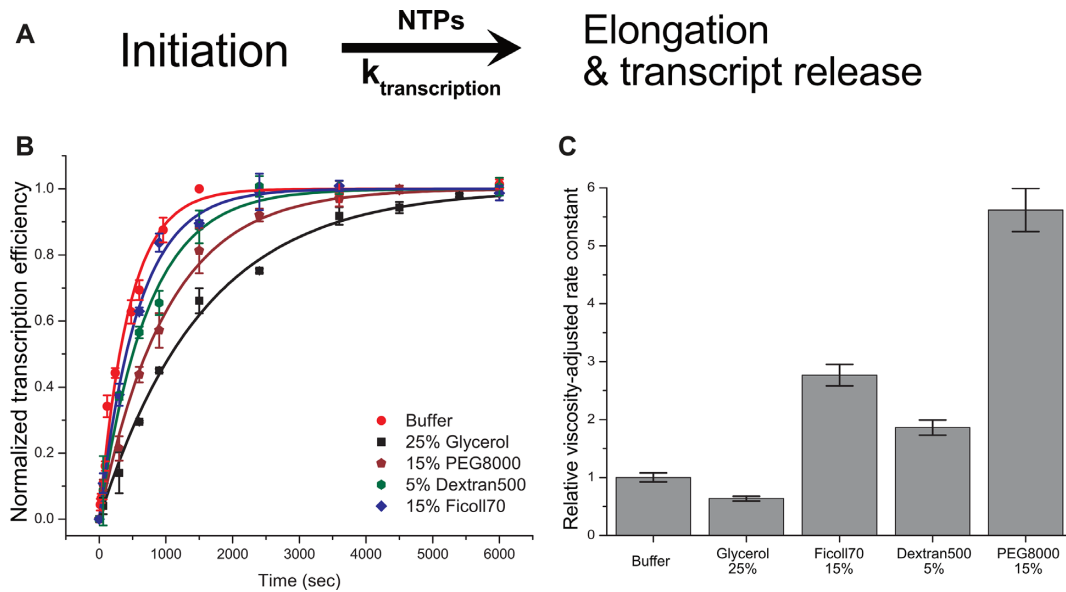 A
Initiation
NTPs
k transcription
Elongation
& transcript release
B
Normalized transcription efficiency
1.0
0.8
0.6
0.4
0.2
0.0
Buffer
25% Glycerol
15% PEG8000
5% Dextran500
15% Ficoll70
0 1000 2000 3000 4000 5000 6000
Time (sec)
C
Relative viscosity-adjusted rate constant
6
5
4
3
2
1
0
Buffer Glycerol Ficoll70 Dextran500 PEG8000
25% 15% 5% 15%